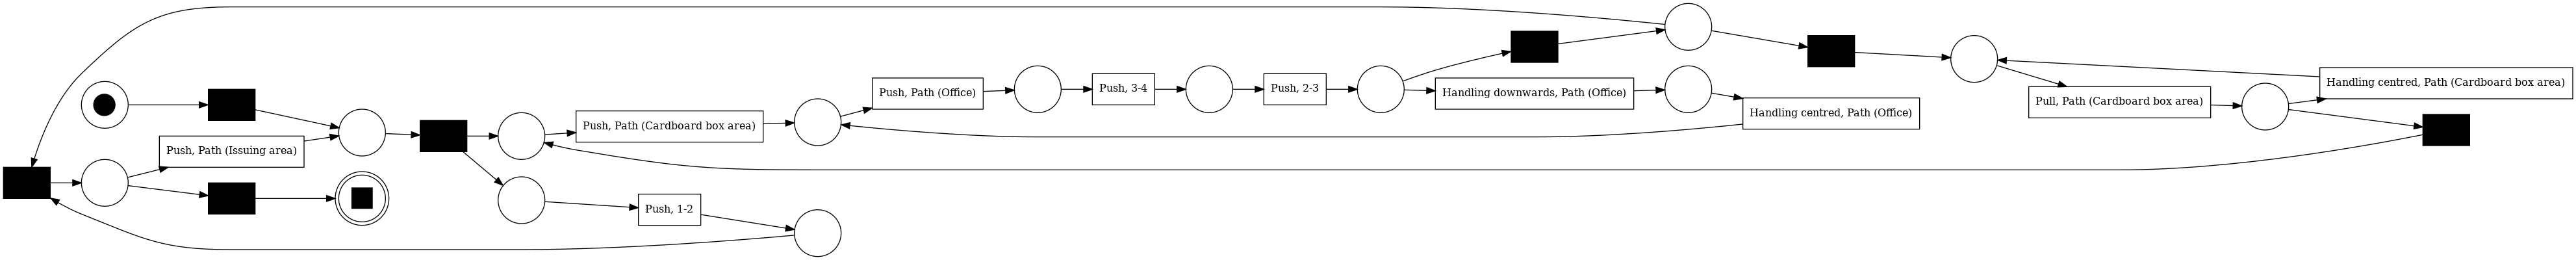 Push, Path (Issuing area)
Push, Path (Cardboard box area)
Push, 1-2
Push, Path (Office)
Push, 3-4
Push, 2-3
Handling downwards, Path (Office)
Handling centred, Path (Office)
Pull, Path (Cardboard box area)
Handling centred, Path (Cardboard box area)